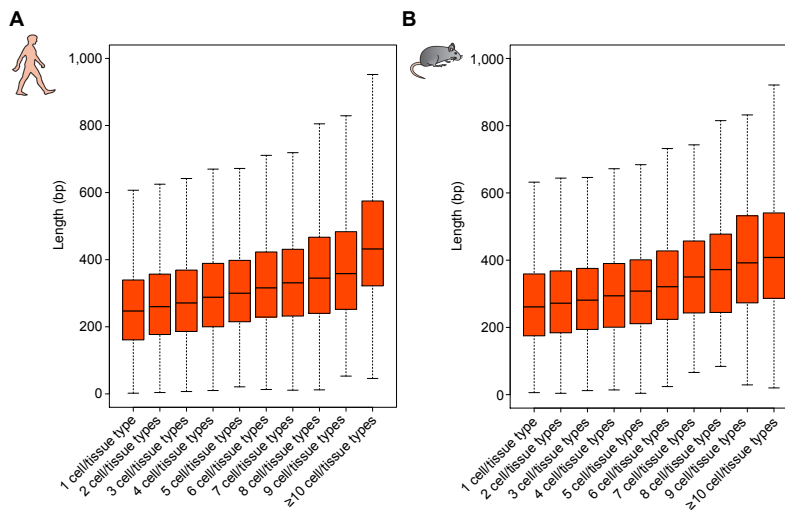 A
Length (bp)
1,000
800
600
400
200
0
1 cell/tissue type
2 cell/tissue types
3 cell/tissue types
4 cell/tissue types
5 cell/tissue types
6 cell/tissue types
7 cell/tissue types
8 cell/tissue types
9 cell/tissue types
≥10 cell/tissue types
B
Length (bp)
1,000
800
600
400
200
0
1 cell/tissue type
2 cell/tissue types
3 cell/tissue types
4 cell/tissue types
5 cell/tissue types
6 cell/tissue types
7 cell/tissue types
8 cell/tissue types
9 cell/tissue types
≥10 cell/tissue types